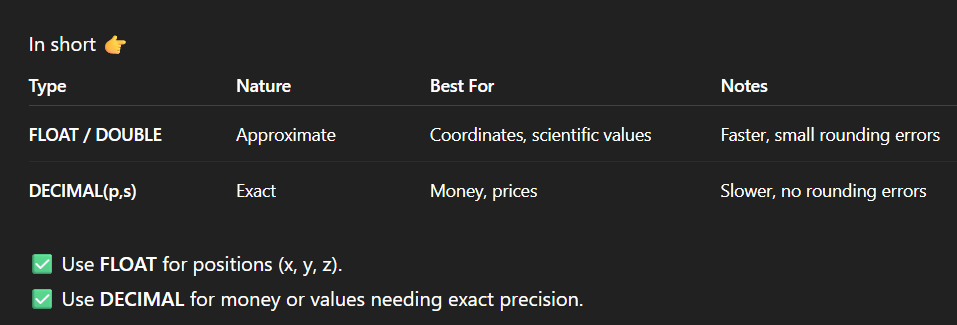 In short 👉
Type Nature Best For Notes
FLOAT / DOUBLE Approximate Coordinates, scientific values Faster, small rounding errors
DECIMAL(p,s) Exact Money, prices Slower, no rounding errors
✅ Use FLOAT for positions (x, y, z).
✅ Use DECIMAL for money or values needing exact precision.